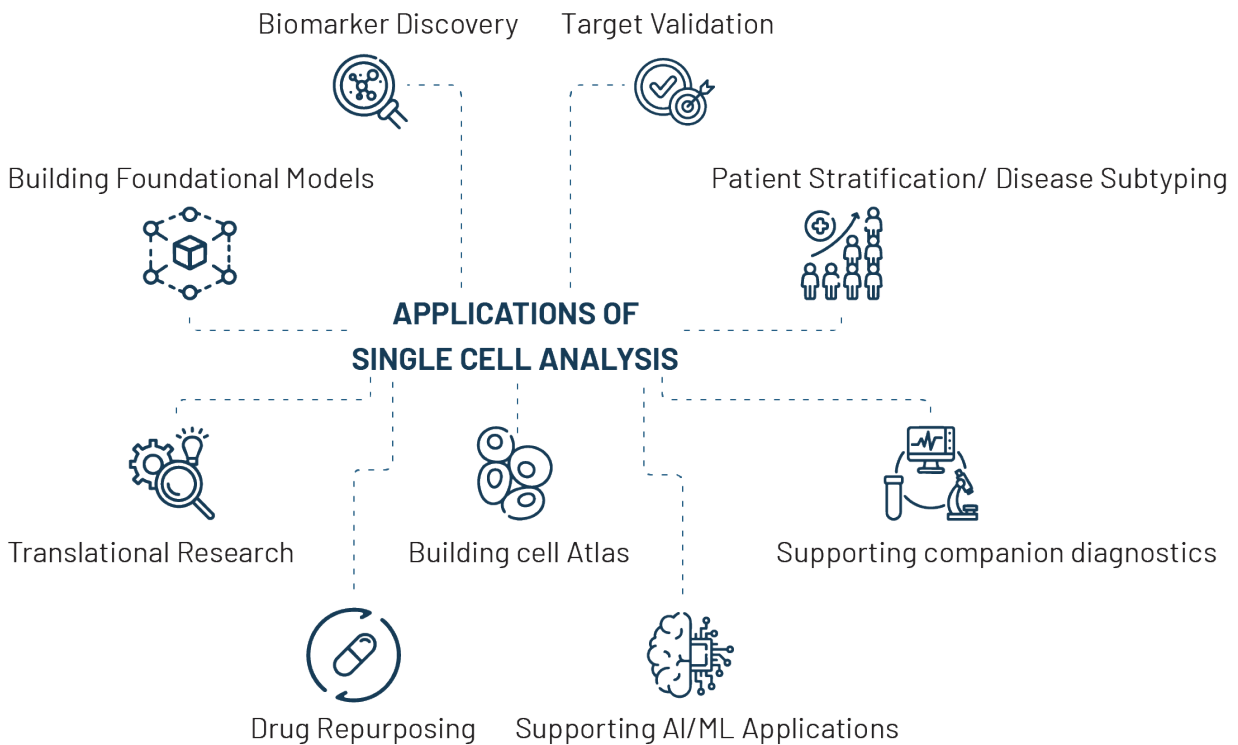 Biomarker Discovery
Target Validation
Building Foundational Models
Patient Stratification/ Disease Subtyping
APPLICATIONS OF
SINGLE CELL ANALYSIS
Translational Research
Building cell Atlas
Supporting companion diagnostics
Drug Repurposing
Supporting AI/ML Applications